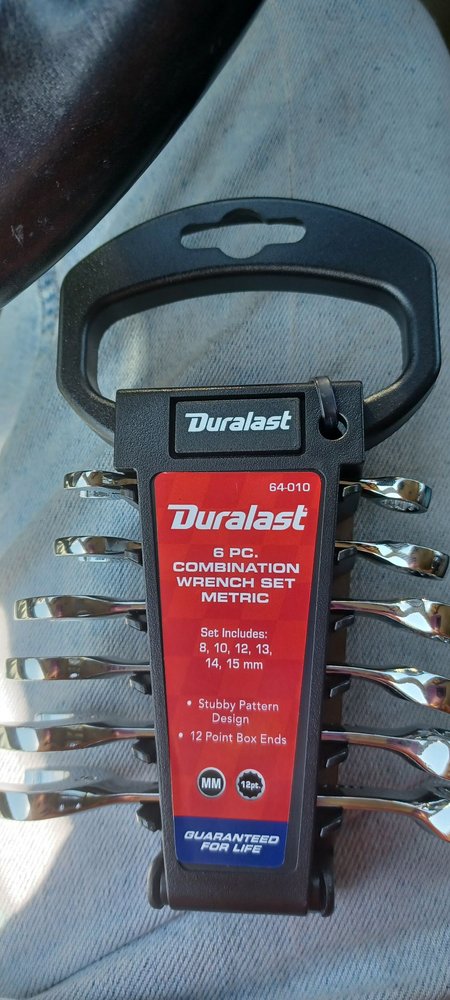 Duralast
64-010
Duralast
6 PC.
COMBINATION
WRENCH SET
METRIC
Set Includes:
8, 10, 12, 13,
14, 15 mm
• Stubby Pattern
Design
• 12 Point Box Ends
MM 12pt.
GUARANTEED
FOR LIFE